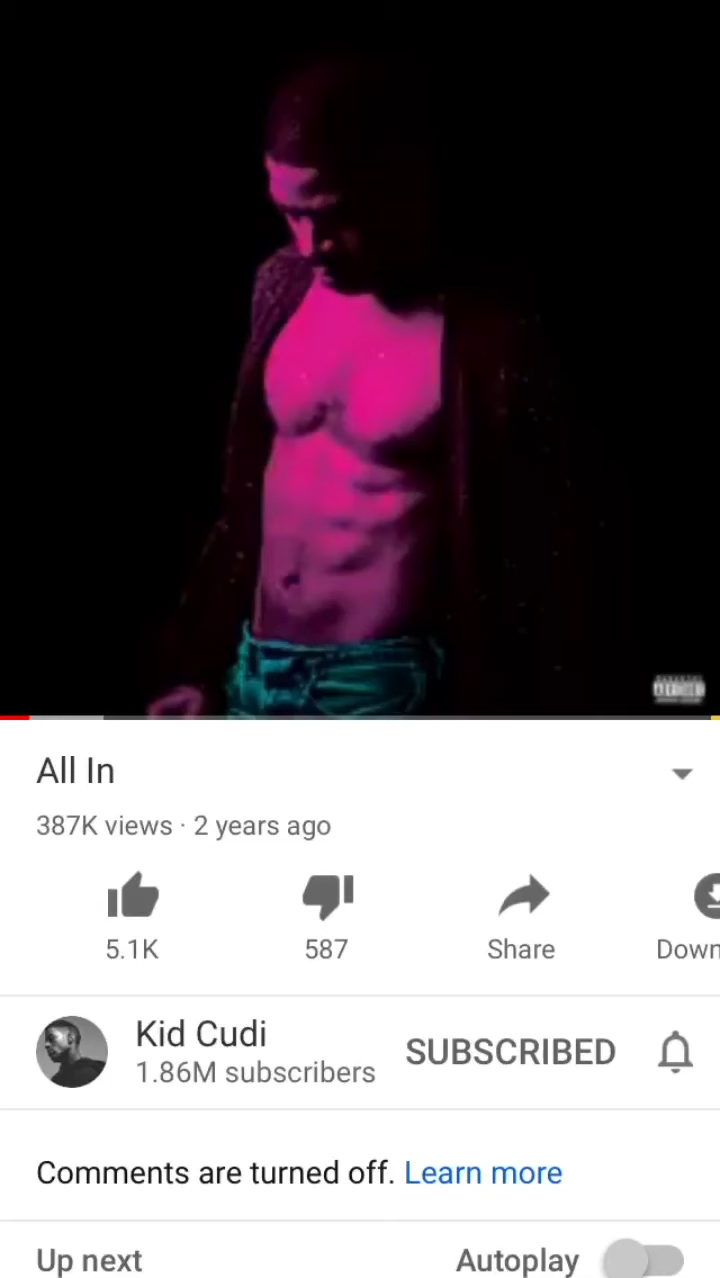 All In
387K views · 2 years ago
5.1K
587
Share
Down
Kid Cudi
1.86M subscribers
SUBSCRIBED
Comments are turned off. Learn more
Up next
Autoplay